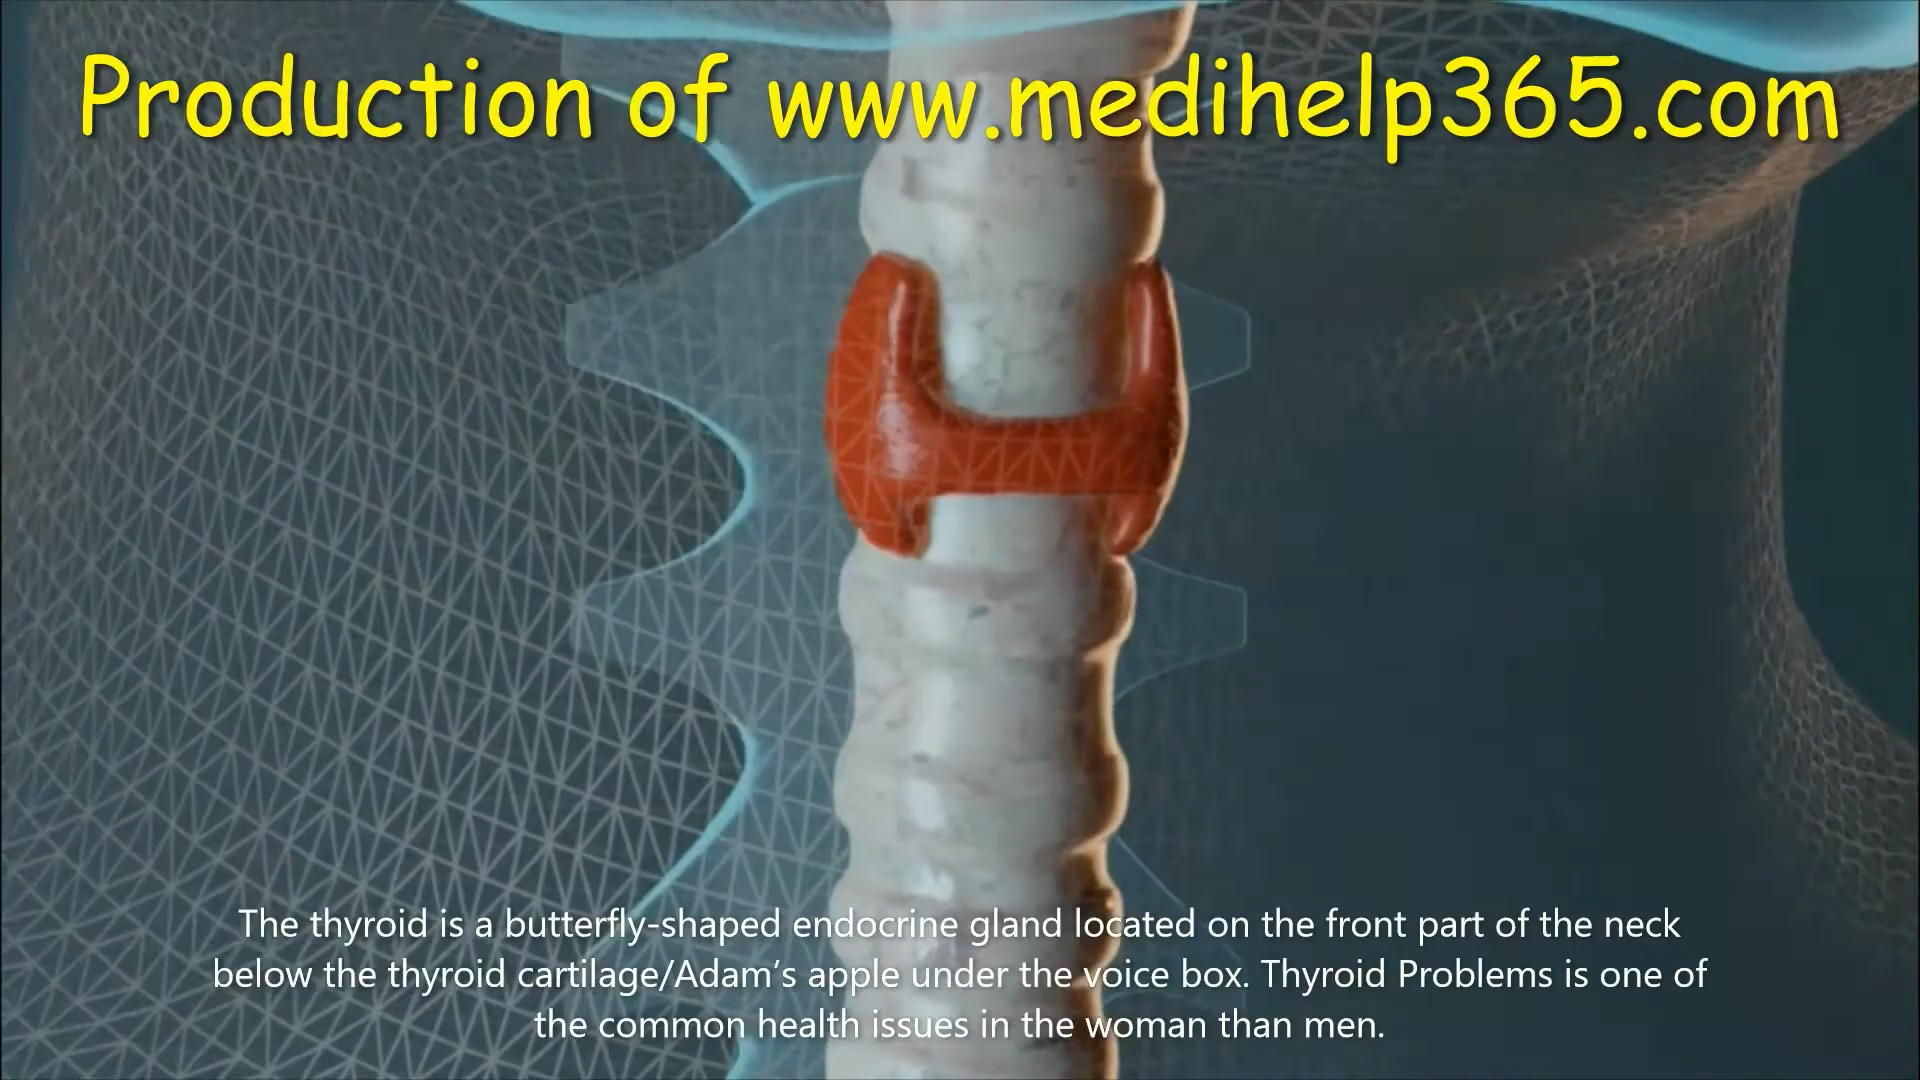 Production of www.medihelp365.com
The thyroid is a butterfly-shaped endocrine gland located on the front part of the neck
below the thyroid cartilage/Adam’s apple under the voice box. Thyroid Problems is one of
the common health issues in the woman than men.